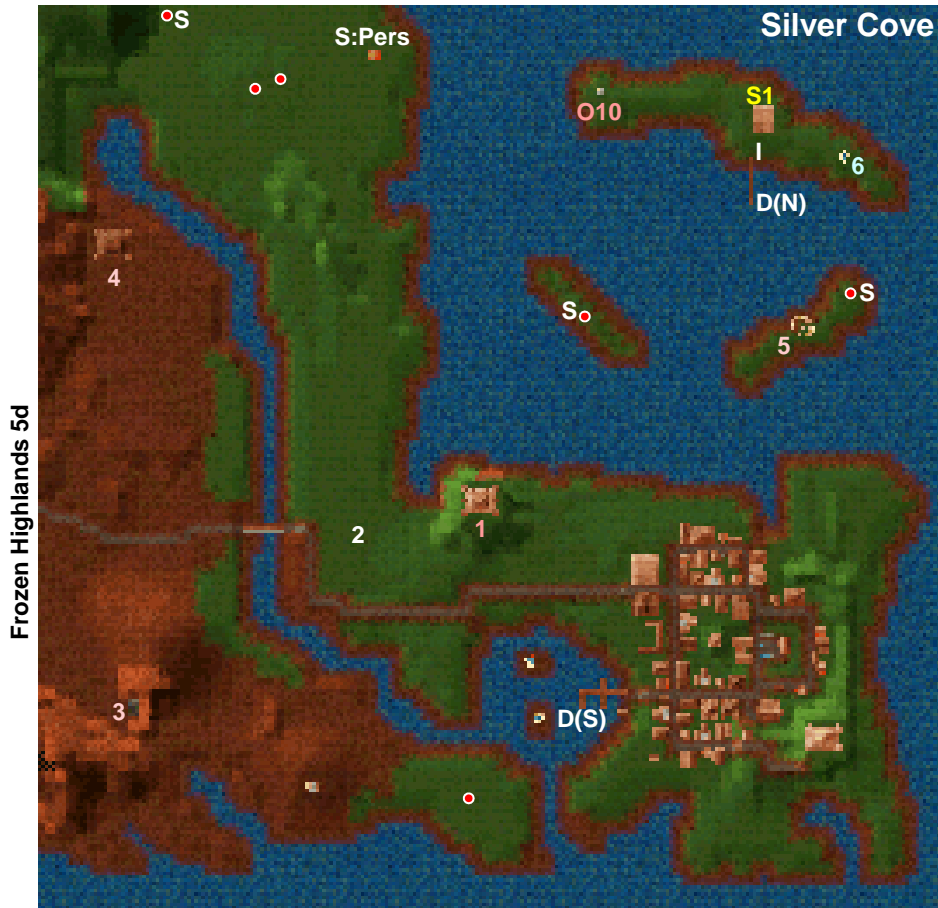 Silver Cove
S
S:Pers
S1
O10
I
6
D(N)
4
S
S
5
Frozen Highlands 5d
1
2
3
D(S)